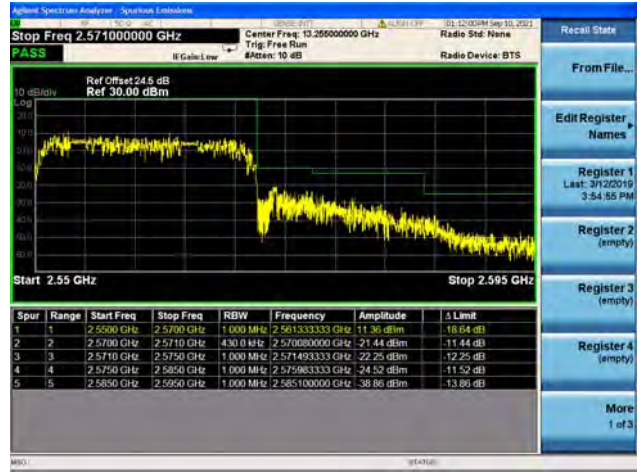 Agilent Spectrum Analyzer - Spurious Emissions
RF 50 Ω AC SENSE:INT ALIGN OFF 01:12:00PM Sep 10, 2021
Stop Freq 2.571000000 GHz
Center Freq: 13.255000000 GHz
Radio Std: None
PASS
Trig: Free Run
IFGain:Low
#Atten: 10 dB
Radio Device: BTS
Ref Offset 24.5 dB
10 dB/div Ref 30.00 dBm
Log
Start 2.55 GHz
Stop 2.595 GHz
Spur Range Start Freq Stop Freq RBW Frequency Amplitude Δ Limit
1 1 2.5500 GHz 2.5700 GHz 1.000 MHz 2.561333333 GHz 11.36 dBm -18.64 dB
2 2 2.5700 GHz 2.5710 GHz 430.0 kHz 2.570080000 GHz -21.44 dBm -11.44 dB
3 3 2.5710 GHz 2.5750 GHz 1.000 MHz 2.571493333 GHz -22.25 dBm -12.25 dB
4 4 2.5750 GHz 2.5850 GHz 1.000 MHz 2.575983333 GHz -24.52 dBm -11.52 dB
5 5 2.5850 GHz 2.5950 GHz 1.000 MHz 2.585100000 GHz -38.86 dBm -13.86 dB
MSG
STATUS
Recall State
From File...
Edit Register
Names
Register 1
Last: 3/12/2019
3:54:55 PM
Register 2
(empty)
Register 3
(empty)
Register 4
(empty)
More
1 of 3